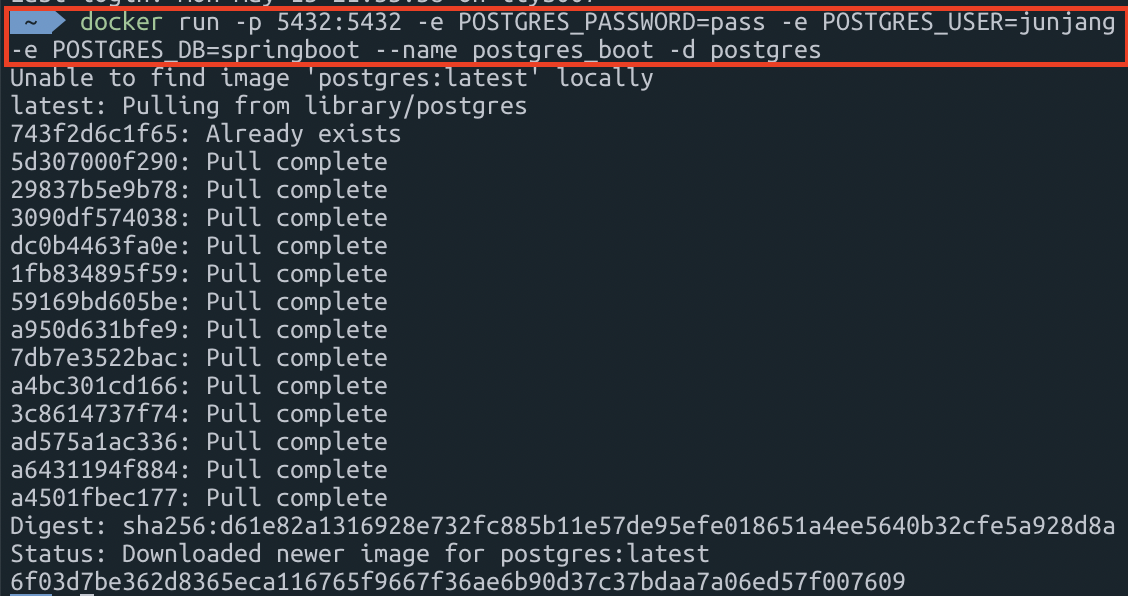 ~ docker run -p 5432:5432 -e POSTGRES_PASSWORD=pass -e POSTGRES_USER=junjang
-e POSTGRES_DB=springboot --name postgres_boot -d postgres
Unable to find image 'postgres:latest' locally
latest: Pulling from library/postgres
743f2d6c1f65: Already exists
5d307000f290: Pull complete
29837b5e9b78: Pull complete
3090df574038: Pull complete
dc0b4463fa0e: Pull complete
1fb834895f59: Pull complete
59169bd605be: Pull complete
a950d631bfe9: Pull complete
7db7e3522bac: Pull complete
a4bc301cd166: Pull complete
3c8614737f74: Pull complete
ad575a1ac336: Pull complete
a6431194f884: Pull complete
a4501fbec177: Pull complete
Digest: sha256:d61e82a1316928e732fc885b11e57de95efe018651a4ee5640b32cfe5a928d8a
Status: Downloaded newer image for postgres:latest
6f03d7be362d8365eca116765f9667f36ae6b90d37c37bdaa7a06ed57f007609